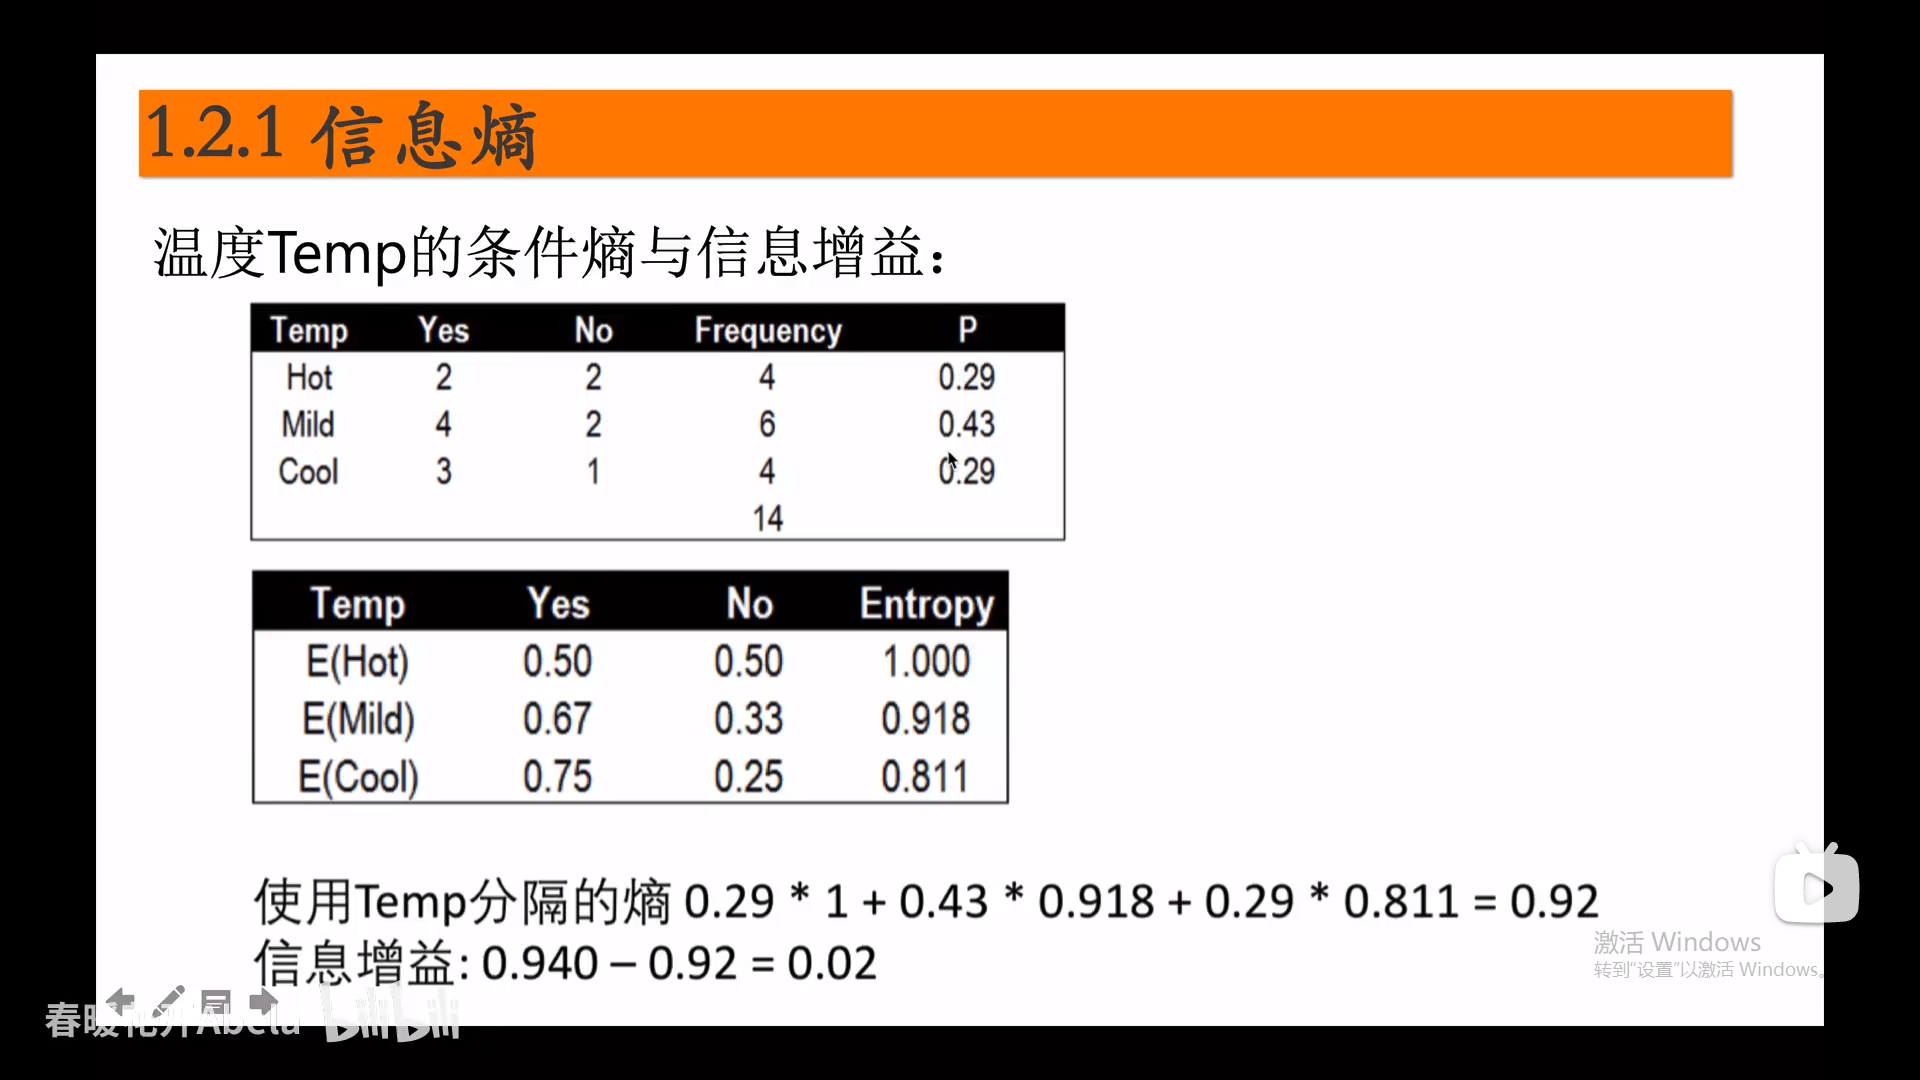 1.2.1 信息熵
温度Temp的条件熵与信息增益：
Temp Yes No Frequency P
Hot 2 2 4 0.29
Mild 4 2 6 0.43
Cool 3 1 4 0.29
14
Temp Yes No Entropy
E(Hot) 0.50 0.50 1.000
E(Mild) 0.67 0.33 0.918
E(Cool) 0.75 0.25 0.811
使用Temp分隔的熵 0.29 * 1 + 0.43 * 0.918 + 0.29 * 0.811 = 0.92
信息增益: 0.940 – 0.92 = 0.02
激活 Windows
转到“设置”以激活 Windows。
春暖花开Abela bilibili